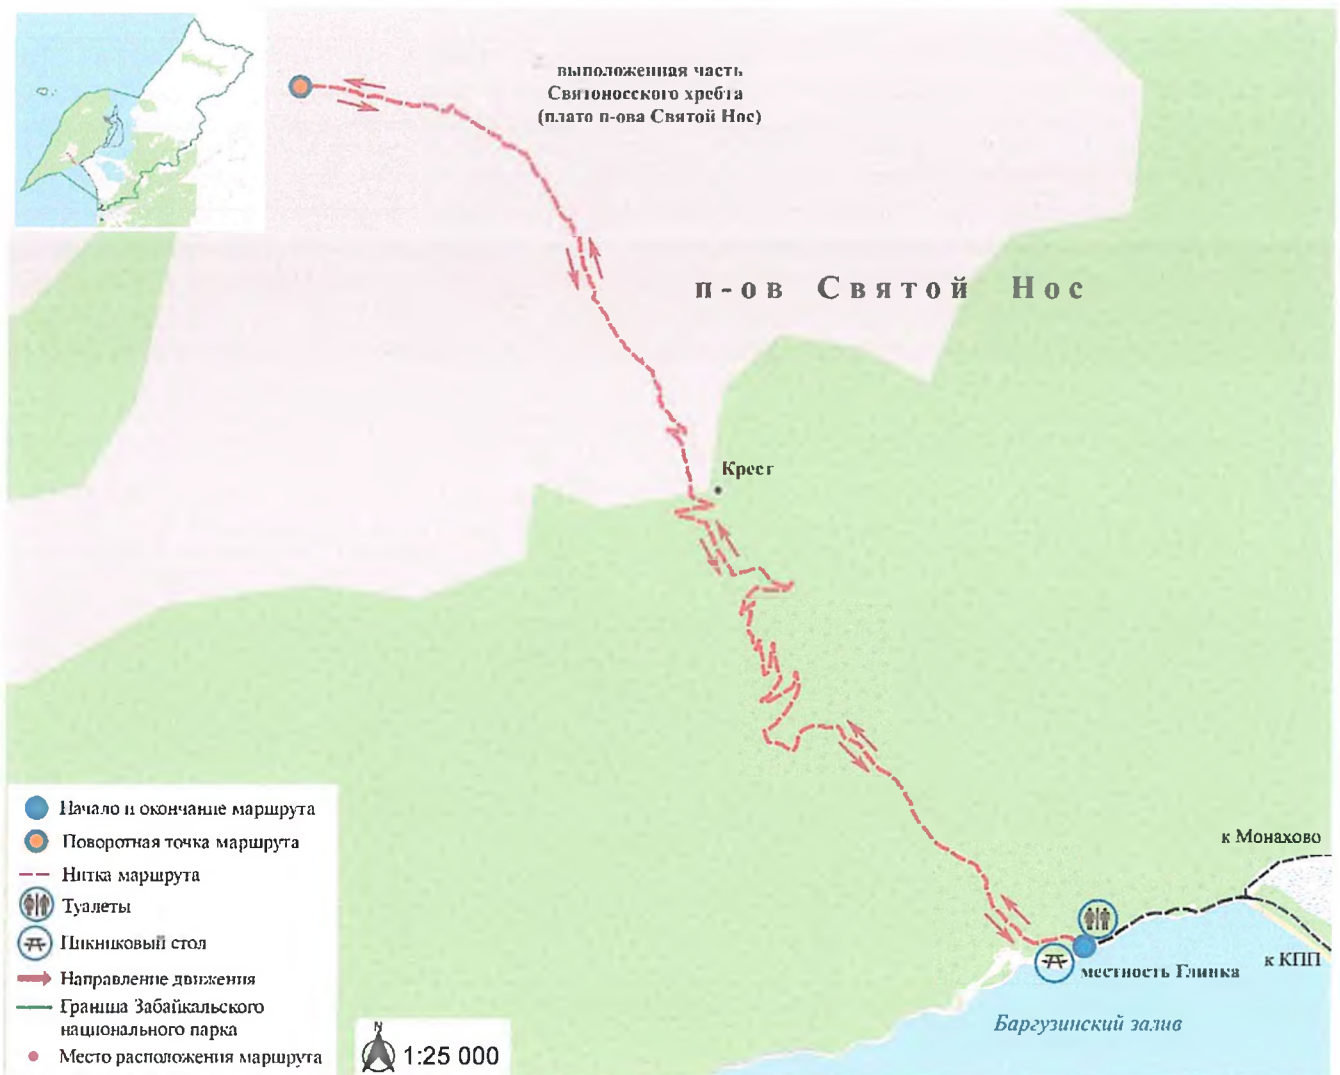 выположенная часть
Святоносского хребта
(плато п-ова Святой Нос)
п-ов Святой Нос
Крест
к Монахово
к КПП
местность Глинка
Баргузинский залив
Начало и окончание маршрута
Поворотная точка маршрута
Нитка маршрута
Туалеты
Пикниковый стол
Направление движения
Граница Забайкальского
национального парка
Место расположения маршрута
N
1:25 000